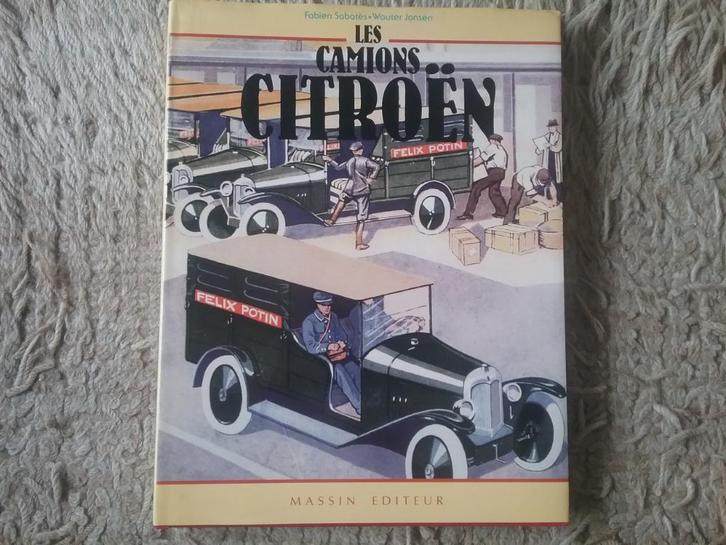 Fabien Sabatès • Wouter Jansen
LES
CAMIONS
CITROËN
FELIX POTIN
FELIX POTIN
MASSIN EDITEUR